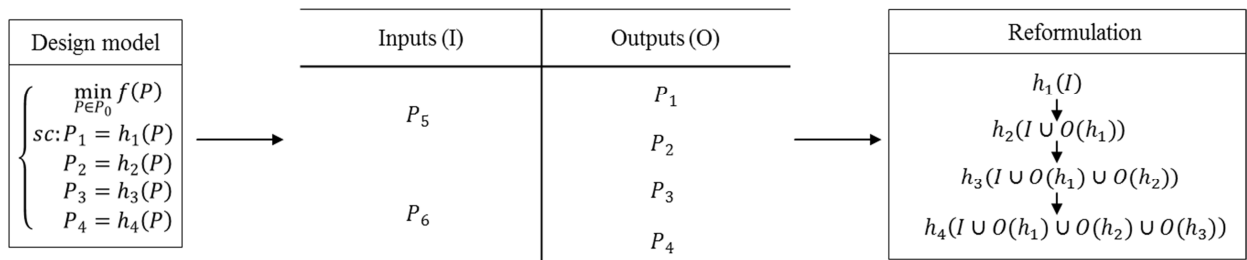 Design model
min f(P)
P∈P₀
sc: P₁ = h₁(P)
P₂ = h₂(P)
P₃ = h₃(P)
P₄ = h₄(P)
Inputs (I)
Outputs (O)
P₅
P₆
P₁
P₂
P₃
P₄
Reformulation
h₁(I)
h₂(I ∪ O(h₁))
h₃(I ∪ O(h₁) ∪ O(h₂))
h₄(I ∪ O(h₁) ∪ O(h₂) ∪ O(h₃))